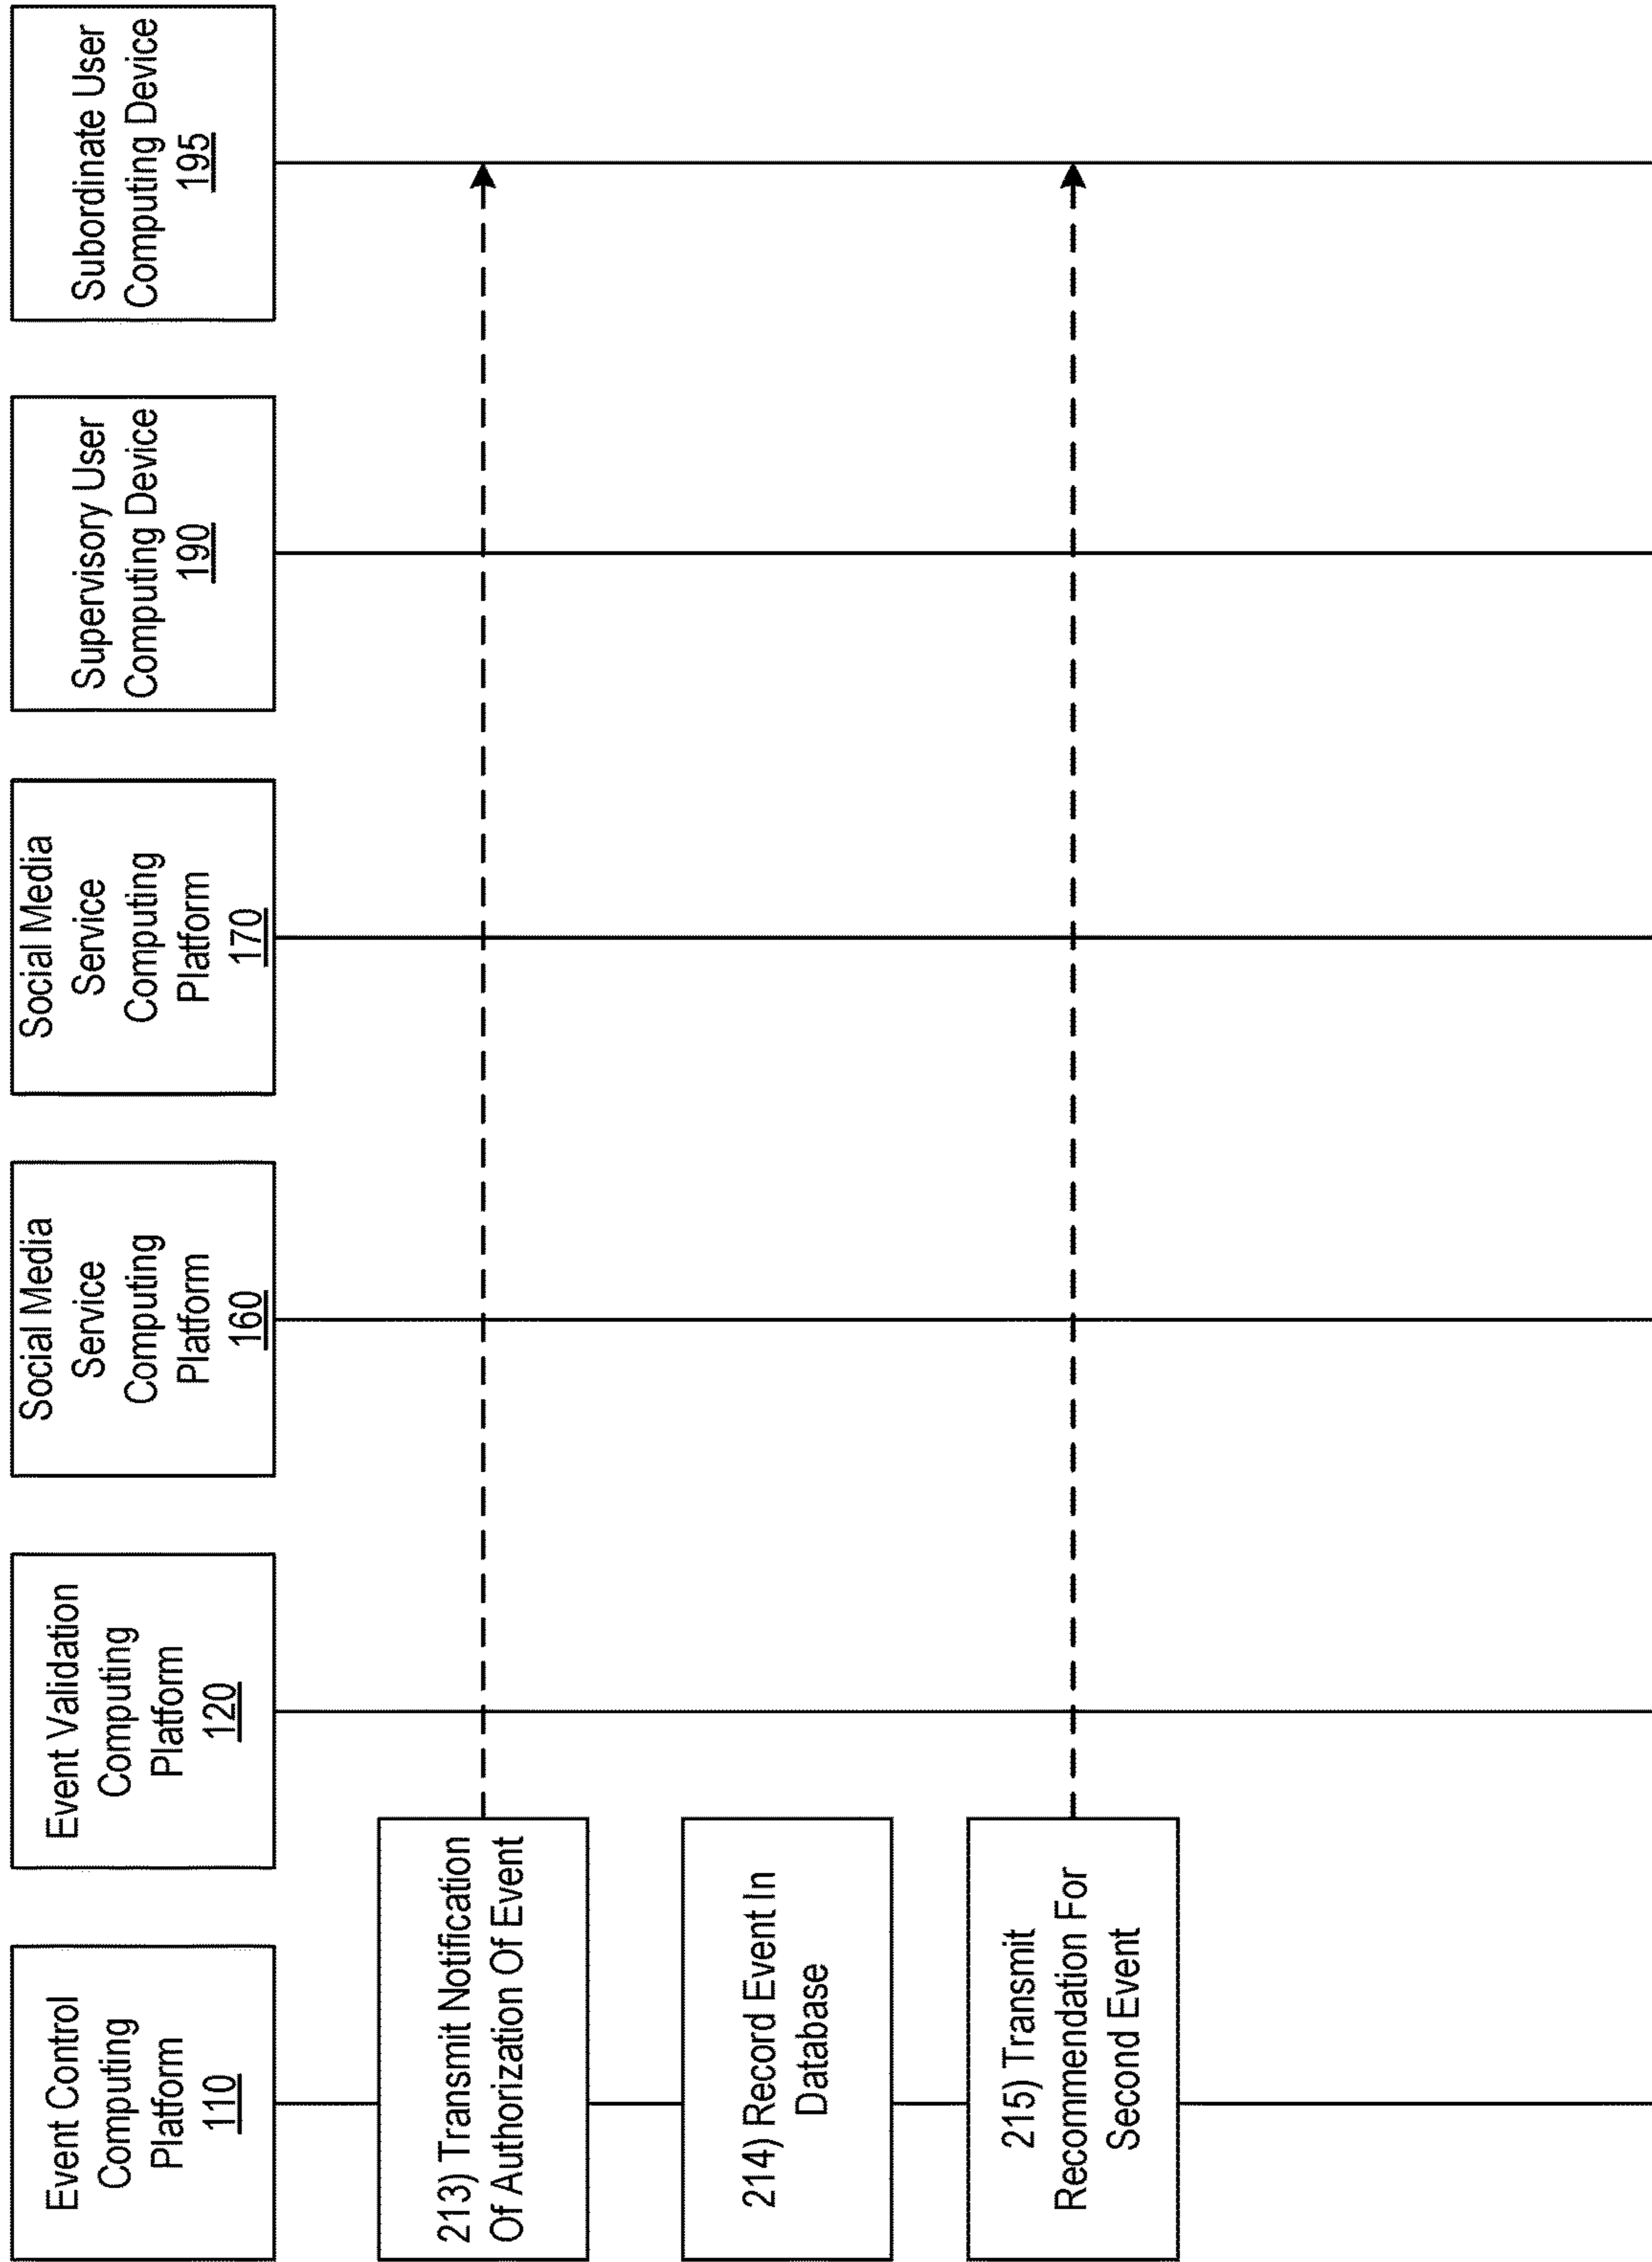 Event Control
Computing
Platform
110
Event Validation
Computing
Platform
120
Social Media
Service
Computing
Platform
160
Social Media
Service
Computing
Platform
170
Supervisory User
Computing Device
190
Subordinate User
Computing Device
195
213) Transmit Notification
Of Authorization Of Event
214) Record Event In
Database
215) Transmit
Recommendation For
Second Event